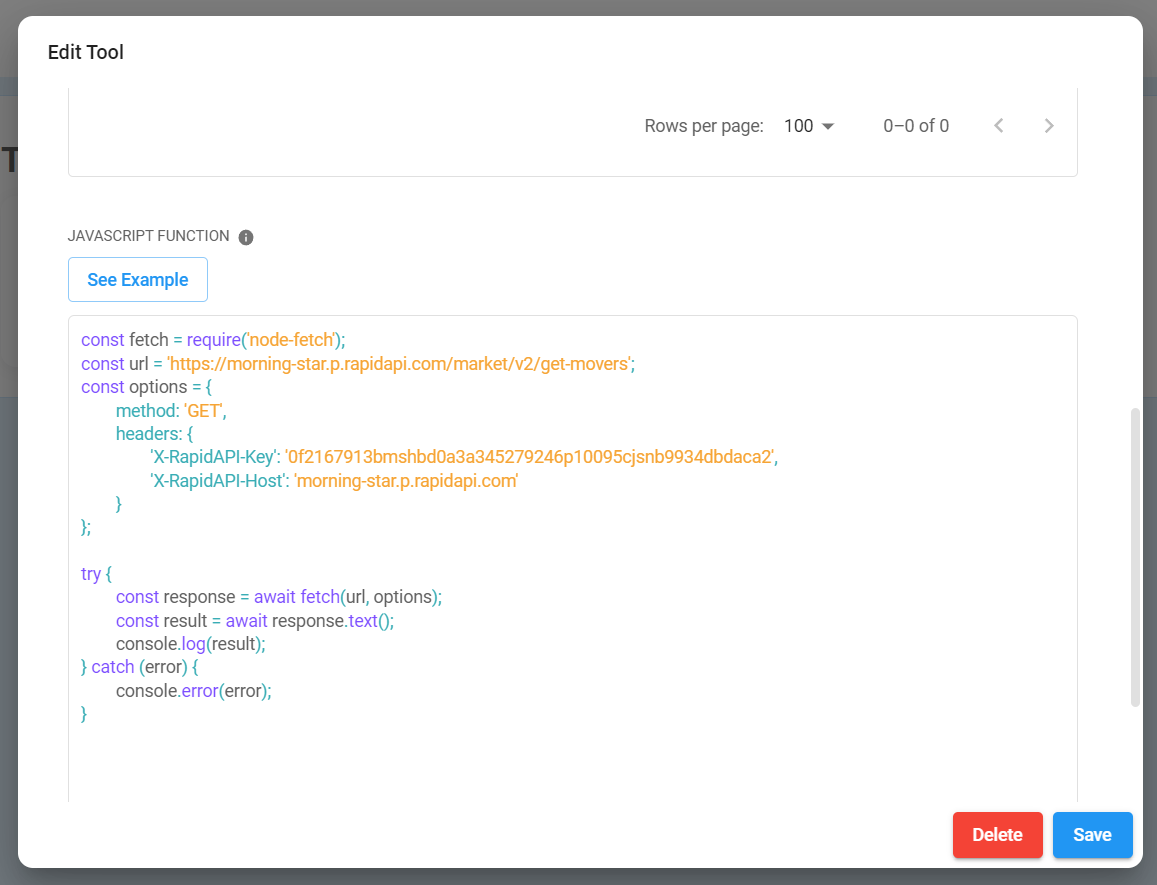 Edit Tool
Rows per page: 100 0–0 of 0
T
JAVASCRIPT FUNCTION
See Example
const fetch = require('node-fetch');
const url = 'https://morning-star.p.rapidapi.com/market/v2/get-movers';
const options = {
method: 'GET',
headers: {
'X-RapidAPI-Key': '0f2167913bmshbd0a3a345279246p10095cjsnb9934dbdaca2',
'X-RapidAPI-Host': 'morning-star.p.rapidapi.com'
}
};
try {
const response = await fetch(url, options);
const result = await response.text();
console.log(result);
} catch (error) {
console.error(error);
}
Delete Save